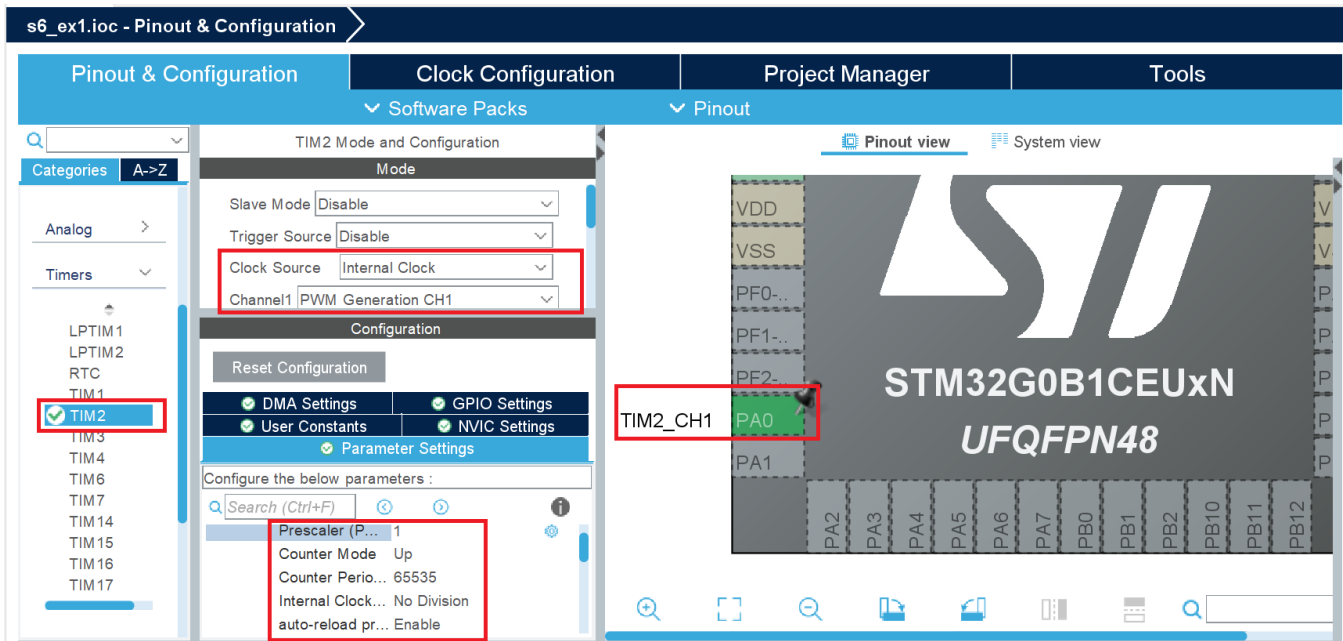 s6_ex1.ioc - Pinout & Configuration
Pinout & Configuration
Clock Configuration
Project Manager
Tools
Software Packs
Pinout
Categories
A->Z
Analog
Timers
LPTIM1
LPTIM2
RTC
TIM1
TIM2
TIM3
TIM4
TIM6
TIM7
TIM14
TIM15
TIM16
TIM17
TIM2 Mode and Configuration
Mode
Slave Mode Disable
Trigger Source Disable
Clock Source Internal Clock
Channel1 PWM Generation CH1
Configuration
Reset Configuration
DMA Settings
GPIO Settings
User Constants
NVIC Settings
Parameter Settings
Configure the below parameters :
Search (Ctrl+F)
Prescaler (P... 1
Counter Mode Up
Counter Perio... 65535
Internal Clock... No Division
auto-reload pr... Enable
Pinout view
System view
VDD
VSS
PF0-..
PF1-..
PF2-..
TIM2_CH1 PA0
PA1
STM32G0B1CEUxN
UFQFPN48
PA2
PA3
PA4
PA5
PA6
PA7
PB0
PB1
PB2
PB10
PB11
PB12